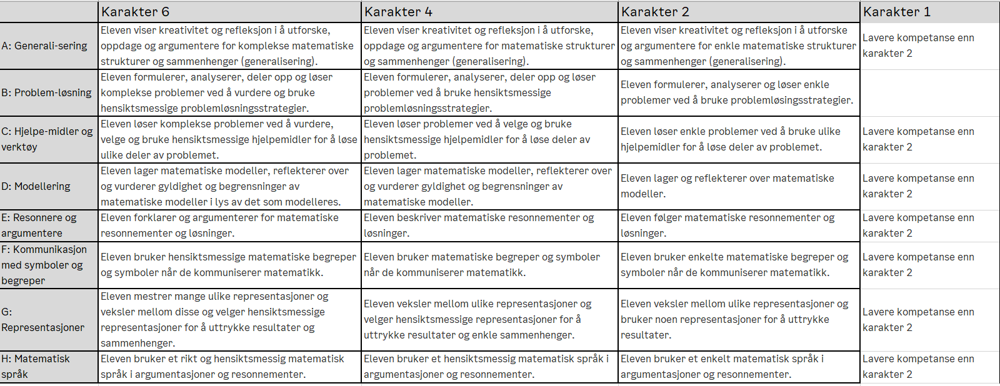 Karakter 6
Karakter 4
Karakter 2
Karakter 1
A: Generali-sering
Eleven viser kreativitet og refleksjon i å utforske,
oppdage og argumentere for komplekse matematiske
strukturer og sammenhenger (generalisering).
Eleven viser kreativitet og refleksjon i å utforske,
oppdage og argumentere for matematiske strukturer
og sammenhenger (generalisering).
Eleven viser kreativitet og refleksjon i å utforske
og argumentere for enkle matematiske strukturer
og sammenhenger (generalisering).
Lavere kompetanse enn
karakter 2
B: Problem-løsning
Eleven formulerer, analyserer, deler opp og løser
komplekse problemer ved å vurdere og bruke
hensiktsmessige problemløsningsstrategier.
Eleven formulerer, analyserer, deler opp og løser
problemer ved å bruke hensiktsmessige
problemløsningsstrategier.
Eleven formulerer, analyserer og løser enkle
problemer ved å bruke problemløsingsstrategier.
C: Hjelpe-midler og
verktøy
Eleven løser komplekse problemer ved å vurdere,
velge og bruke hensiktsmessige hjelpemidler for å løse
ulike deler av problemet.
Eleven løser problemer ved å velge og bruke
hensiktsmessige hjelpemidler for å løse deler av
problemet.
Eleven løser enkle problemer ved å bruke ulike
hjelpemidler for å løse deler av problemet.
Lavere kompetanse enn
karakter 2
D: Modellering
Eleven lager matematiske modeller, reflekterer over
og vurderer gyldighet og begrensninger av
matematiske modeller i lys av det som modelleres.
Eleven lager matematiske modeller, reflekterer over
og vurderer gyldighet og begrensninger av
matematiske modeller.
Eleven lager og reflekterer over matematiske
modeller.
Lavere kompetanse enn
karakter 2
E: Resonnere og
argumentere
Eleven forklarer og argumenterer for matematiske
resonnementer og løsninger.
Eleven beskriver matematiske resonnementer og
løsninger.
Eleven følger matematiske resonnementer og
løsninger.
Lavere kompetanse enn
karakter 2
F: Kommunikasjon
med symboler og
begreper
Eleven bruker hensiktsmessige matematiske begreper
og symboler når de kommuniserer matematikk.
Eleven bruker matematiske begreper og symboler
når de kommuniserer matematikk.
Eleven bruker enkelte matematiske begreper og
symboler når de kommuniserer matematikk.
Lavere kompetanse enn
karakter 2
G:
Representasjoner
Eleven mestrer mange ulike representasjoner og
veksler mellom disse og velger hensiktsmessige
representasjoner for å uttrykke resultater og
sammenhenger.
Eleven veksler mellom ulike representasjoner og
velger hensiktsmessige representasjoner for å
uttrykke resultater og enkle sammenhenger.
Eleven veksler mellom ulike representasjoner og
bruker noen representasjoner for å uttrykke
resultater.
Lavere kompetanse enn
karakter 2
H: Matematisk
språk
Eleven bruker et rikt og hensiktsmessig matematisk
språk i argumentasjoner og resonnementer.
Eleven bruker et hensiktsmessig matematisk språk i
argumentasjoner og resonnementer.
Eleven bruker et enkelt matematisk språk i
argumentasjoner og resonnementer.
Lavere kompetanse enn
karakter 2